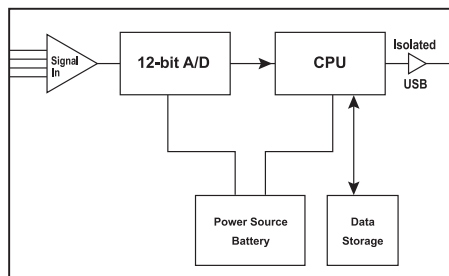 Signal
In
12-bit A/D
CPU
Isolated
USB
Power Source
Battery
Data
Storage